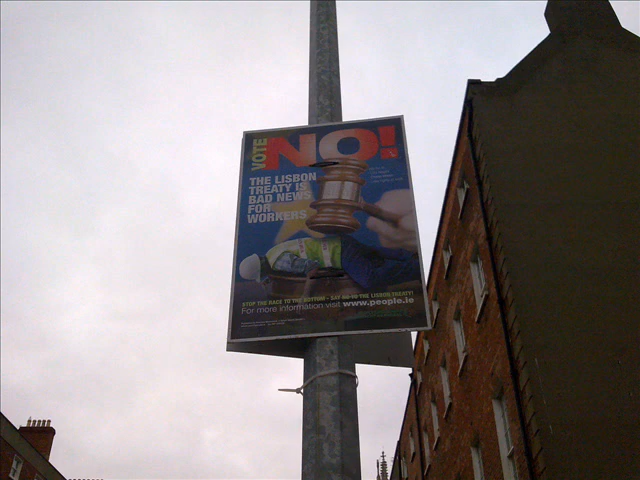 VOTE NO!
THE LISBON
TREATY IS
BAD NEWS
FOR
WORKERS
STOP THE RACE TO THE BOTTOM - SAY NO TO THE LISBON TREATY!
For more information visit www.people.ie